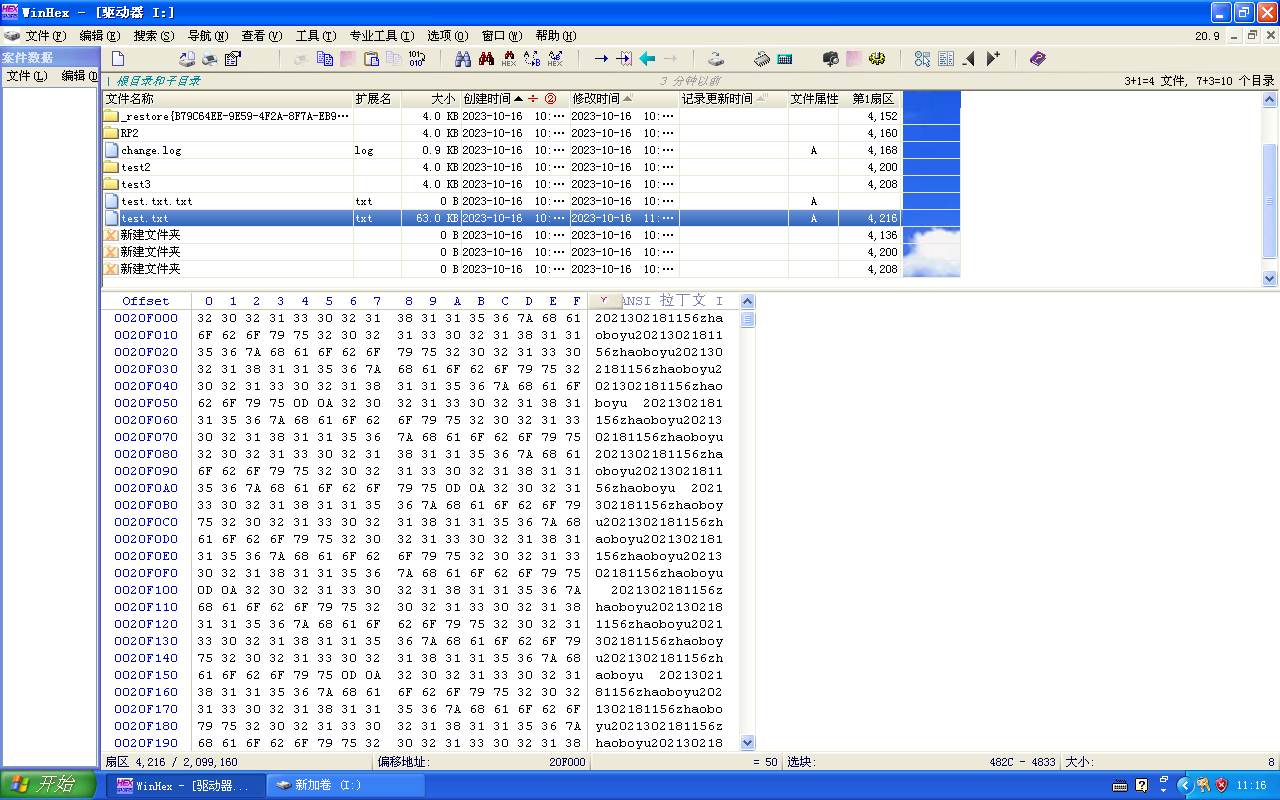 WinHex - [驱动器 I:]
文件(F) 编辑(E) 搜索(S) 导航(N) 查看(V) 工具(T) 专业工具(I) 选项(O) 窗口(W) 帮助(H) 20.9
案件数据
文件(L) 编辑(D
根目录和子目录 3 分钟以前 3+1=4 文件, 7+3=10 个目录
文件名称 扩展名 大小 创建时间 修改时间 记录更新时间 文件属性 第1扇区
_restore{B79C64EE-9E59-4F2A-8F7A-EB9··· 4.0 KB 2023-10-16 10:··· 2023-10-16 10:··· 4,152
RP2 4.0 KB 2023-10-16 10:··· 2023-10-16 10:··· 4,160
change.log log 0.9 KB 2023-10-16 10:··· 2023-10-16 10:··· A 4,168
test2 4.0 KB 2023-10-16 10:··· 2023-10-16 10:··· 4,200
test3 4.0 KB 2023-10-16 10:··· 2023-10-16 10:··· 4,208
test.txt.txt txt 0 B 2023-10-16 10:··· 2023-10-16 10:··· A
test.txt txt 63.0 KB 2023-10-16 10:··· 2023-10-16 11:··· A 4,216
新建文件夹 0 B 2023-10-16 10:··· 2023-10-16 10:··· 4,136
新建文件夹 0 B 2023-10-16 10:··· 2023-10-16 10:··· 4,200
新建文件夹 0 B 2023-10-16 10:··· 2023-10-16 10:··· 4,208
Offset 0 1 2 3 4 5 6 7 8 9 A B C D E F ANSI 拉丁文 I
0020F000 32 30 32 31 33 30 32 31 38 31 31 35 36 7A 68 61 2021302181156zha
0020F010 6F 62 6F 79 75 32 30 32 31 33 30 32 31 38 31 31 oboyu20213021811
0020F020 35 36 7A 68 61 6F 62 6F 79 75 32 30 32 31 33 30 56zhaoboyu202130
0020F030 32 31 38 31 31 35 36 7A 68 61 6F 62 6F 79 75 32 2181156zhaoboyu2
0020F040 30 32 31 33 30 32 31 38 31 31 35 36 7A 68 61 6F 021302181156zhao
0020F050 62 6F 79 75 0D 0A 32 30 32 31 33 30 32 31 38 31 boyu 2021302181
0020F060 31 35 36 7A 68 61 6F 62 6F 79 75 32 30 32 31 33 156zhaoboyu20213
0020F070 30 32 31 38 31 31 35 36 7A 68 61 6F 62 6F 79 75 02181156zhaoboyu
0020F080 32 30 32 31 33 30 32 31 38 31 31 35 36 7A 68 61 2021302181156zha
0020F090 6F 62 6F 79 75 32 30 32 31 33 30 32 31 38 31 31 oboyu20213021811
0020F0A0 35 36 7A 68 61 6F 62 6F 79 75 0D 0A 32 30 32 31 56zhaoboyu 2021
0020F0B0 33 30 32 31 38 31 31 35 36 7A 68 61 6F 62 6F 79 302181156zhaoboy
0020F0C0 75 32 30 32 31 33 30 32 31 38 31 31 35 36 7A 68 u2021302181156zh
0020F0D0 61 6F 62 6F 79 75 32 30 32 31 33 30 32 31 38 31 aoboyu2021302181
0020F0E0 31 35 36 7A 68 61 6F 62 6F 79 75 32 30 32 31 33 156zhaoboyu20213
0020F0F0 30 32 31 38 31 31 35 36 7A 68 61 6F 62 6F 79 75 02181156zhaoboyu
0020F100 0D 0A 32 30 32 31 33 30 32 31 38 31 31 35 36 7A 2021302181156z
0020F110 68 61 6F 62 6F 79 75 32 30 32 31 33 30 32 31 38 haoboyu202130218
0020F120 31 31 35 36 7A 68 61 6F 62 6F 79 75 32 30 32 31 1156zhaoboyu2021
0020F130 33 30 32 31 38 31 31 35 36 7A 68 61 6F 62 6F 79 302181156zhaoboy
0020F140 75 32 30 32 31 33 30 32 31 38 31 31 35 36 7A 68 u2021302181156zh
0020F150 61 6F 62 6F 79 75 0D 0A 32 30 32 31 33 30 32 31 aoboyu 20213021
0020F160 38 31 31 35 36 7A 68 61 6F 62 6F 79 75 32 30 32 81156zhaoboyu202
0020F170 31 33 30 32 31 38 31 31 35 36 7A 68 61 6F 62 6F 1302181156zhaobo
0020F180 79 75 32 30 32 31 33 30 32 31 38 31 31 35 36 7A yu2021302181156z
0020F190 68 61 6F 62 6F 79 75 32 30 32 31 33 30 32 31 38 haoboyu202130218
扇区 4,216 / 2,099,160 偏移地址: 20F000 = 50 选块: 482C - 4833 大小: 8
开始 WinHex - [驱动器... 新加卷 (I:) 11:16